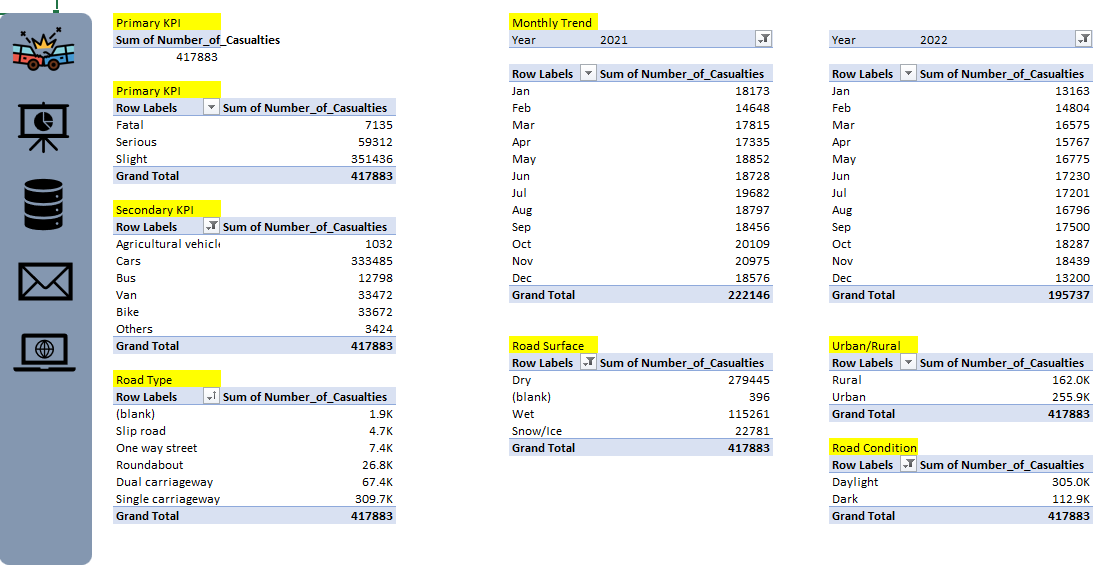 Primary KPI
Sum of Number_of_Casualties
417883
Primary KPI
Row Labels Sum of Number_of_Casualties
Fatal 7135
Serious 59312
Slight 351436
Grand Total 417883
Secondary KPI
Row Labels Sum of Number_of_Casualties
Agricultural vehicle 1032
Cars 333485
Bus 12798
Van 33472
Bike 33672
Others 3424
Grand Total 417883
Road Type
Row Labels Sum of Number_of_Casualties
(blank) 1.9K
Slip road 4.7K
One way street 7.4K
Roundabout 26.8K
Dual carriageway 67.4K
Single carriageway 309.7K
Grand Total 417883
Monthly Trend
Year 2021
Row Labels Sum of Number_of_Casualties
Jan 18173
Feb 14648
Mar 17815
Apr 17335
May 18852
Jun 18728
Jul 19682
Aug 18797
Sep 18456
Oct 20109
Nov 20975
Dec 18576
Grand Total 222146
Year 2022
Row Labels Sum of Number_of_Casualties
Jan 13163
Feb 14804
Mar 16575
Apr 15767
May 16775
Jun 17230
Jul 17201
Aug 16796
Sep 17500
Oct 18287
Nov 18439
Dec 13200
Grand Total 195737
Road Surface
Row Labels Sum of Number_of_Casualties
Dry 279445
(blank) 396
Wet 115261
Snow/Ice 22781
Grand Total 417883
Urban/Rural
Row Labels Sum of Number_of_Casualties
Rural 162.0K
Urban 255.9K
Grand Total 417883
Road Condition
Row Labels Sum of Number_of_Casualties
Daylight 305.0K
Dark 112.9K
Grand Total 417883